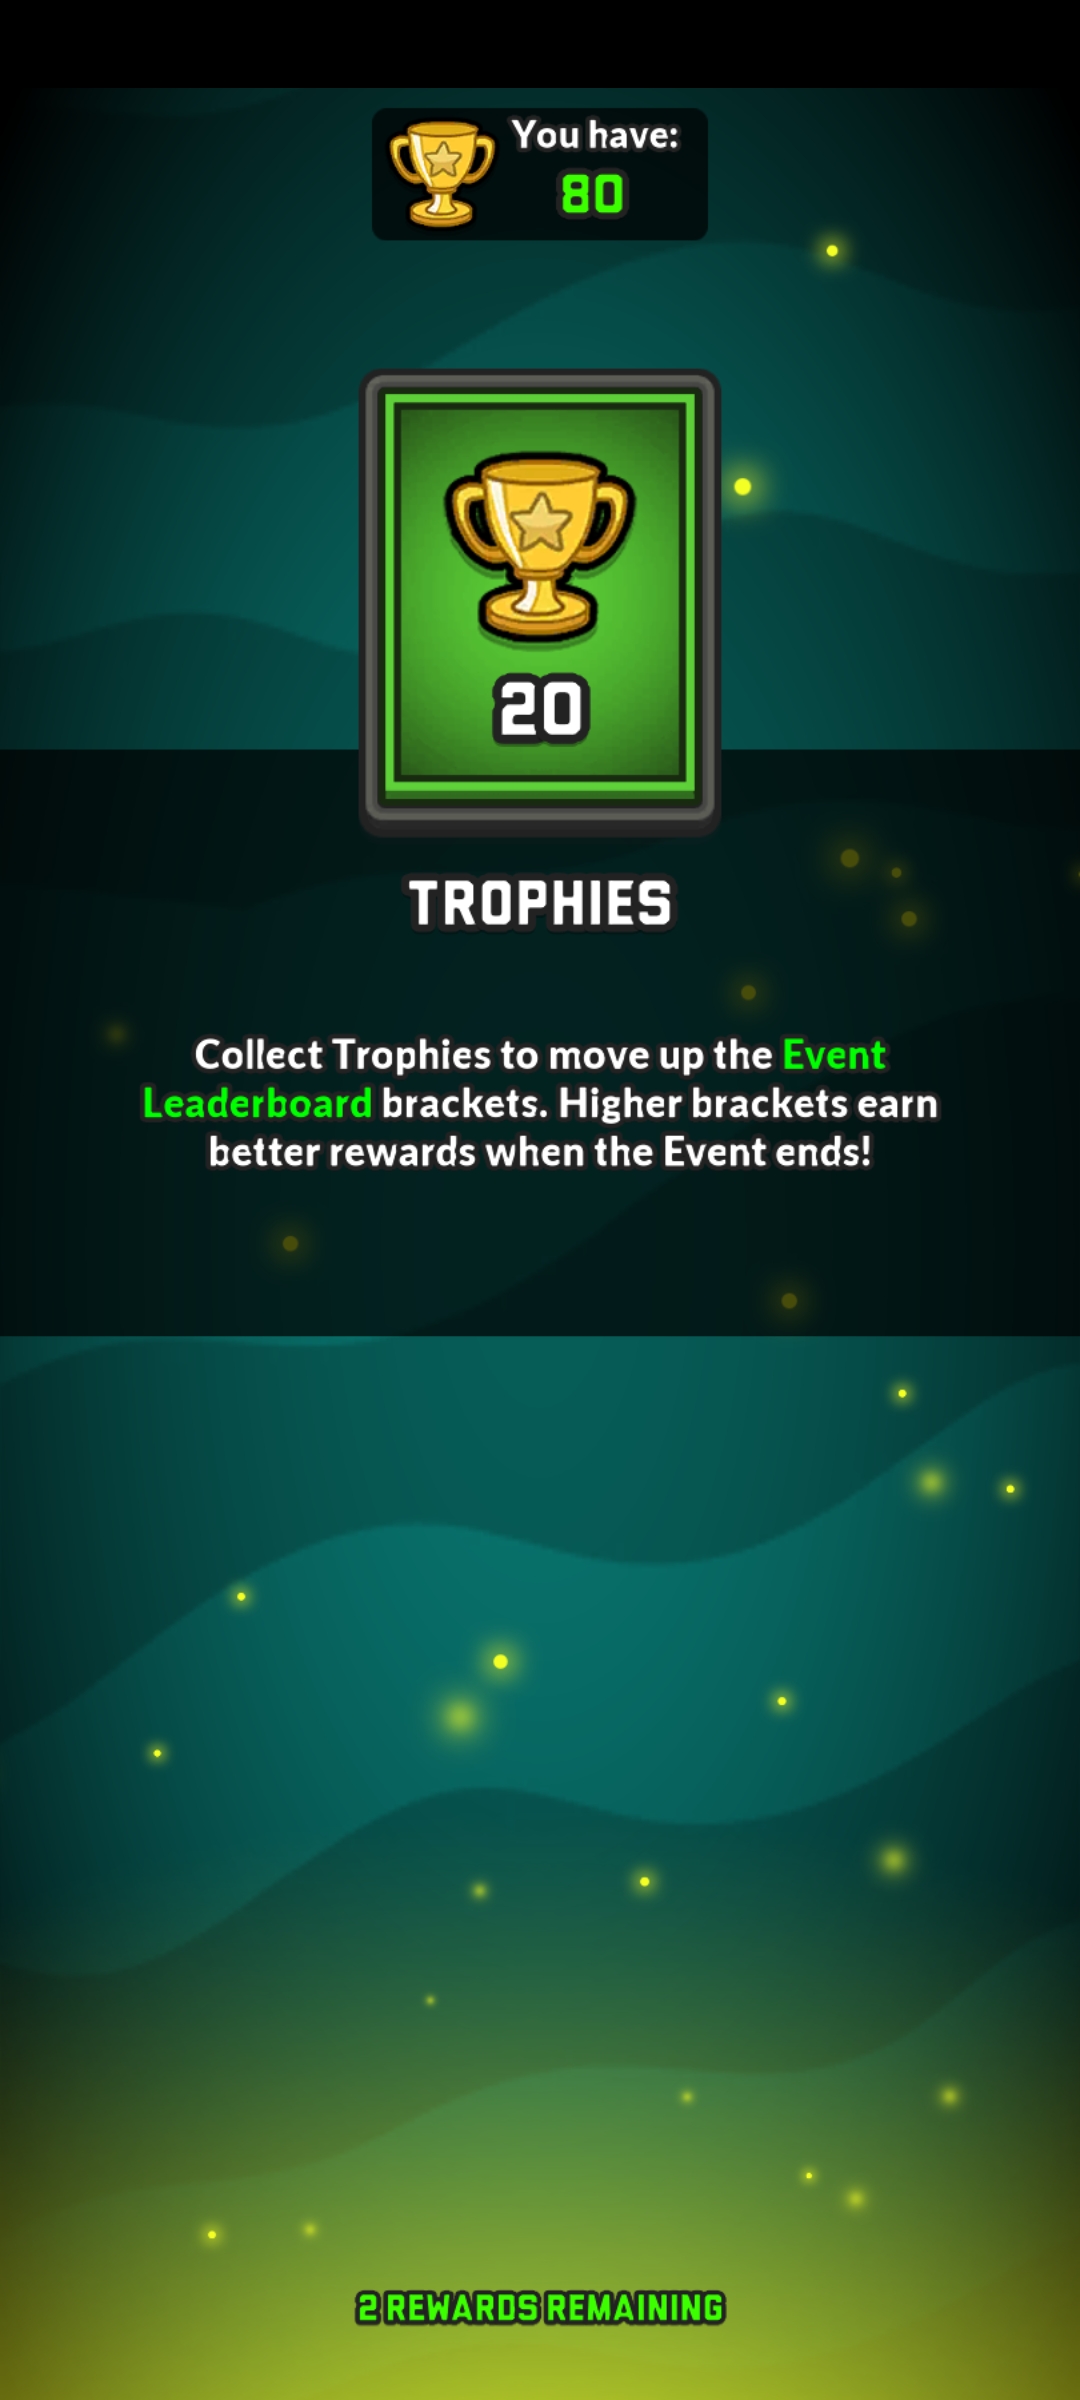 You have:
80
20
TROPHIES
Collect Trophies to move up the Event
Leaderboard brackets. Higher brackets earn
better rewards when the Event ends!
2 REWARDS REMAINING